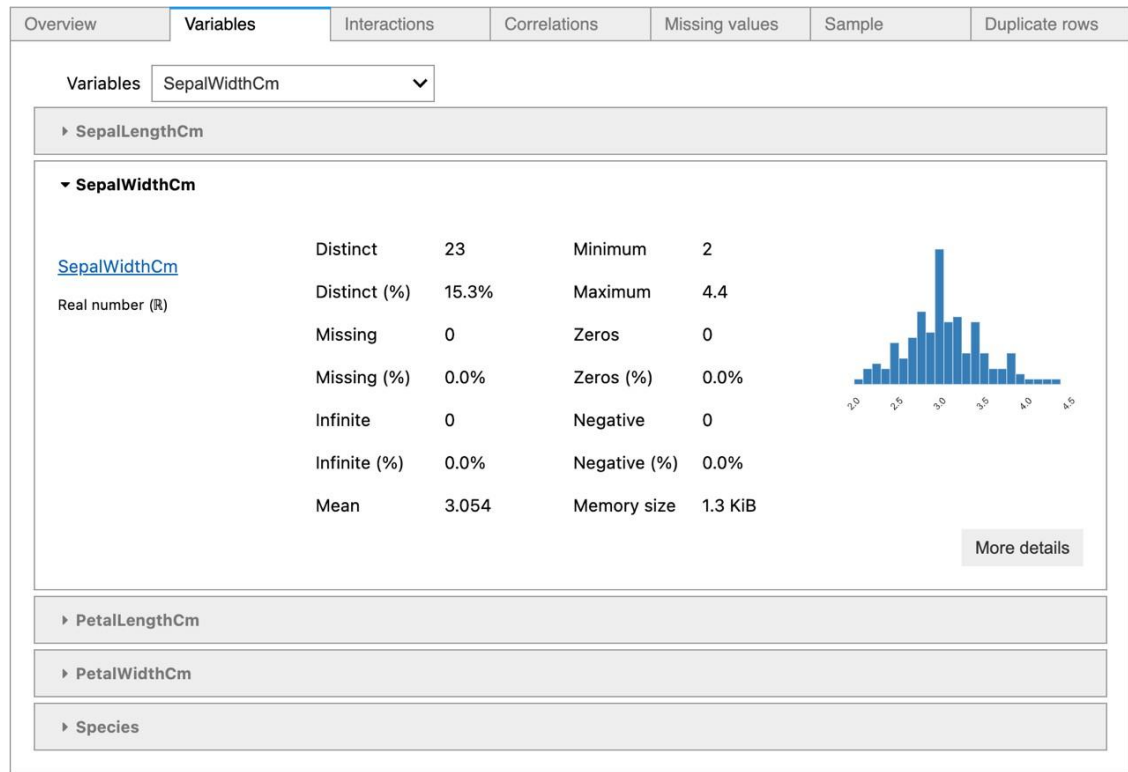 Overview Variables Interactions Correlations Missing values Sample Duplicate rows
Variables SepalWidthCm
SepalLengthCm
SepalWidthCm
SepalWidthCm
Real number (ℝ)
Distinct 23 Minimum 2
Distinct (%) 15.3% Maximum 4.4
Missing 0 Zeros 0
Missing (%) 0.0% Zeros (%) 0.0%
Infinite 0 Negative 0
Infinite (%) 0.0% Negative (%) 0.0%
Mean 3.054 Memory size 1.3 KiB
2.0 2.5 3.0 3.5 4.0 4.5
More details
PetalLengthCm
PetalWidthCm
Species